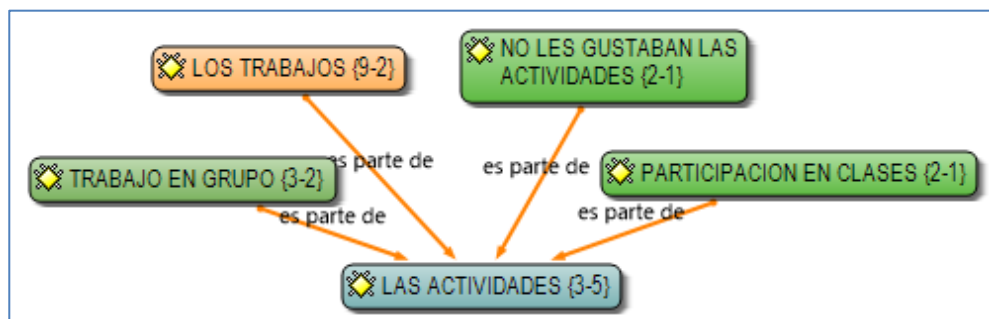 LOS TRABAJOS {9-2}
NO LES GUSTABAN LAS
ACTIVIDADES {2-1}
TRABAJO EN GRUPO {3-2}
es parte de
es parte de
PARTICIPACION EN CLASES {2-1}
es parte de
es parte de
LAS ACTIVIDADES {3-5}